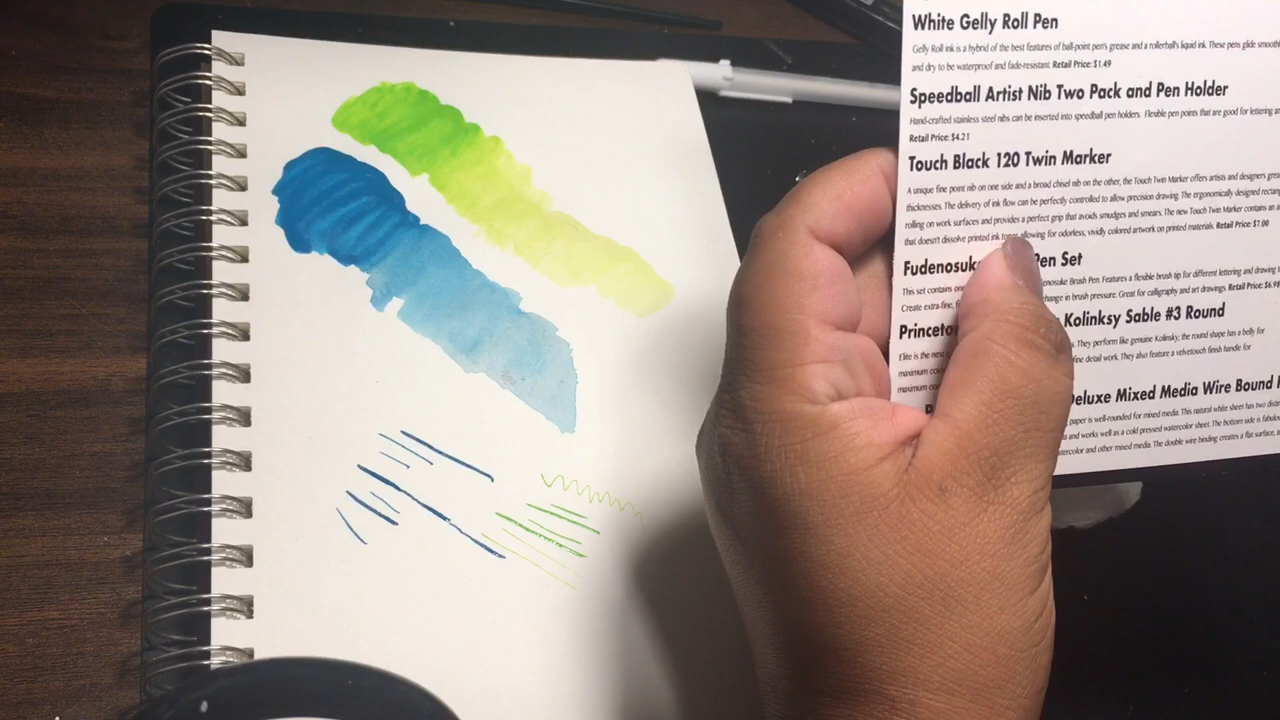 White Gelly Roll Pen
Gelly Roll ink is a hybrid of the best features of ball-point pen's grease and a rollerball's liquid ink. These pens glide smoothl
and dry to be waterproof and fade-resistant. Retail Price: $1.49
Speedball Artist Nib Two Pack and Pen Holder
Hand-crafted stainless steel nibs can be inserted into speedball pen holders. Flexible pen points that are good for lettering an
Retail Price: $4.21
Touch Black 120 Twin Marker
A unique fine point nib on one side and a broad chisel nib on the other, the Touch Twin Marker offers artists and designers grea
thicknesses. The delivery of ink flow can be perfectly controlled to allow precision drawing. The ergonomically designed rectang
rolling on work surfaces and provides a perfect grip that avoids smudges and smears. The new Touch Twin Marker contains an a
that doesn't dissolve printed ink toner allowing for odorless, vividly colored artwork on printed materials. Retail Price: $7.00
Fudenosuke Pen Set
This set contains one enosuke Brush Pen. Features a flexible brush tip for different lettering and drawing
Create extra-fine, f change in brush pressure. Great for calligraphy and art drawings. Retail Price: $6.98
Princeto Kolinksy Sable #3 Round
Elite is the next s. They perform like genuine Kolinsky; the round shape has a belly for
maximum colo fine detail work. They also feature a velvetouch finish handle for
maximum com
Deluxe Mixed Media Wire Bound
paper is well-rounded for mixed media. This natural white sheet has two distin
a and works well as a cold pressed watercolor sheet. The bottom side is fabulou
atercolor and other mixed media. The double wire binding creates a flat surface, a